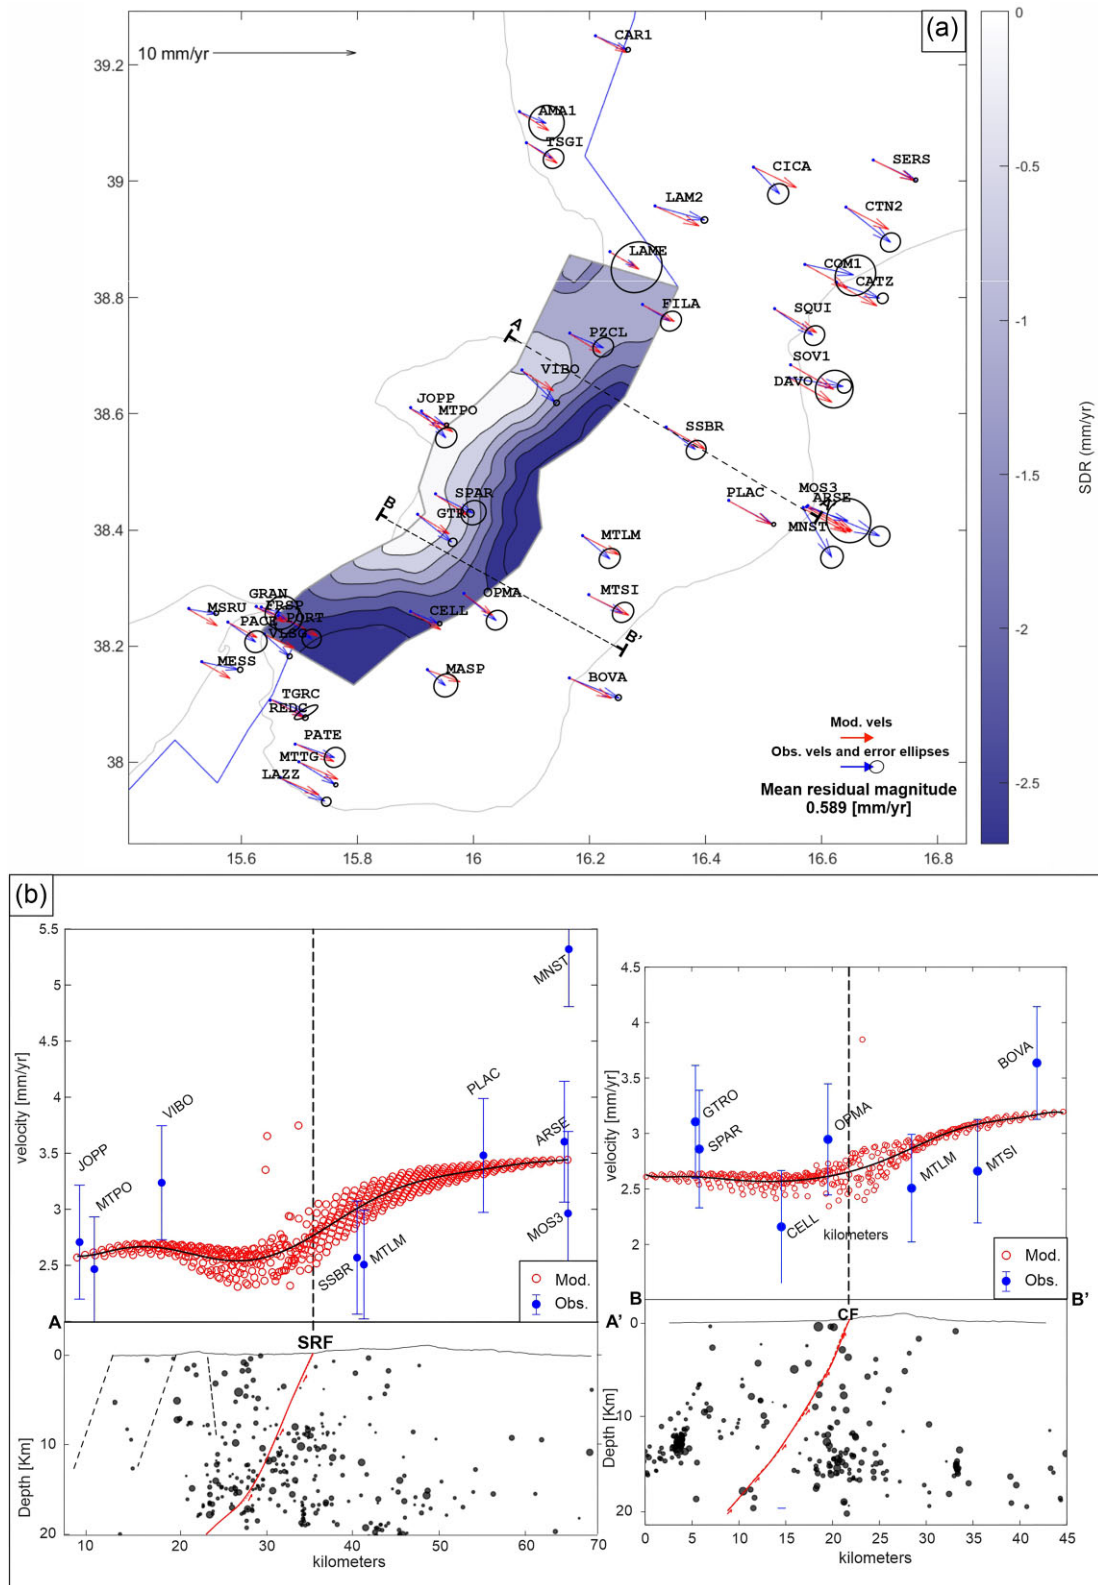 (a)
10 mm/yr
CAR1
AMA1
TSGI
CICA
SERS
LAM2
CTN2
LAME
COM1
CATZ
FILA
SQUI
A
PZCL
VIBO
SOV1
DAVO
JOPP
MTPO
SSBR
SPAR
PLAC
MOS3
ARSE
A'
B
GTRO
MNST
MTLM
GRAN
MSRU
FRSP
PACE
PORT
OPMA
CELL
MTSI
B'
MESS
MASP
BOVA
TGRC
REDC
PATE
MTTG
LAZZ
Mod. vels
Obs. vels and error ellipses
Mean residual magnitude
0.589 [mm/yr]
39.2
39
38.8
38.6
38.4
38.2
38
15.6
15.8
16
16.2
16.4
16.6
16.8
0
-0.5
-1
-1.5
-2
-2.5
SDR (mm/yr)
(b)
velocity [mm/yr]
5.5
5
4.5
4
3.5
3
2.5
JOPP
MTPO
VIBO
SSBR
MTLM
PLAC
MNST
ARSE
MOS3
Mod.
Obs.
A
A'
SRF
0
10
20
Depth [Km]
10
20
30
40
50
60
70
kilometers
velocity [mm/yr]
4.5
4
3.5
3
2.5
2
GTRO
SPAR
CELL
OPMA
kilometers
MTLM
MTSI
BOVA
Mod.
Obs.
B
B'
CF
0
10
20
Depth [Km]
0
5
10
15
20
25
30
35
40
45
kilometers